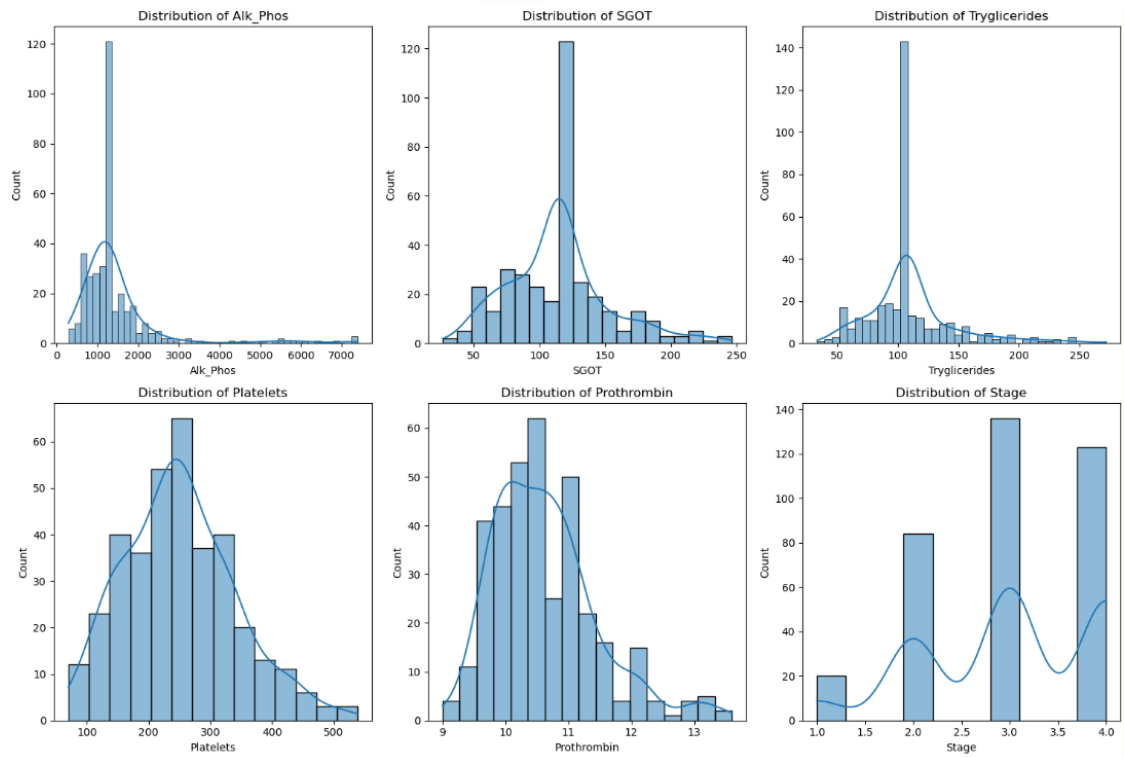 Distribution of Alk_Phos
Count
0
20
40
60
80
100
120
0 1000 2000 3000 4000 5000 6000 7000
Alk_Phos
Distribution of SGOT
Count
0
20
40
60
80
100
120
50 100 150 200 250
SGOT
Distribution of Tryglicerides
Count
0
20
40
60
80
100
120
140
50 100 150 200 250
Tryglicerides
Distribution of Platelets
Count
0
10
20
30
40
50
60
100 200 300 400 500
Platelets
Distribution of Prothrombin
Count
0
10
20
30
40
50
60
9 10 11 12 13
Prothrombin
Distribution of Stage
Count
0
20
40
60
80
100
120
140
1.0 1.5 2.0 2.5 3.0 3.5 4.0
Stage